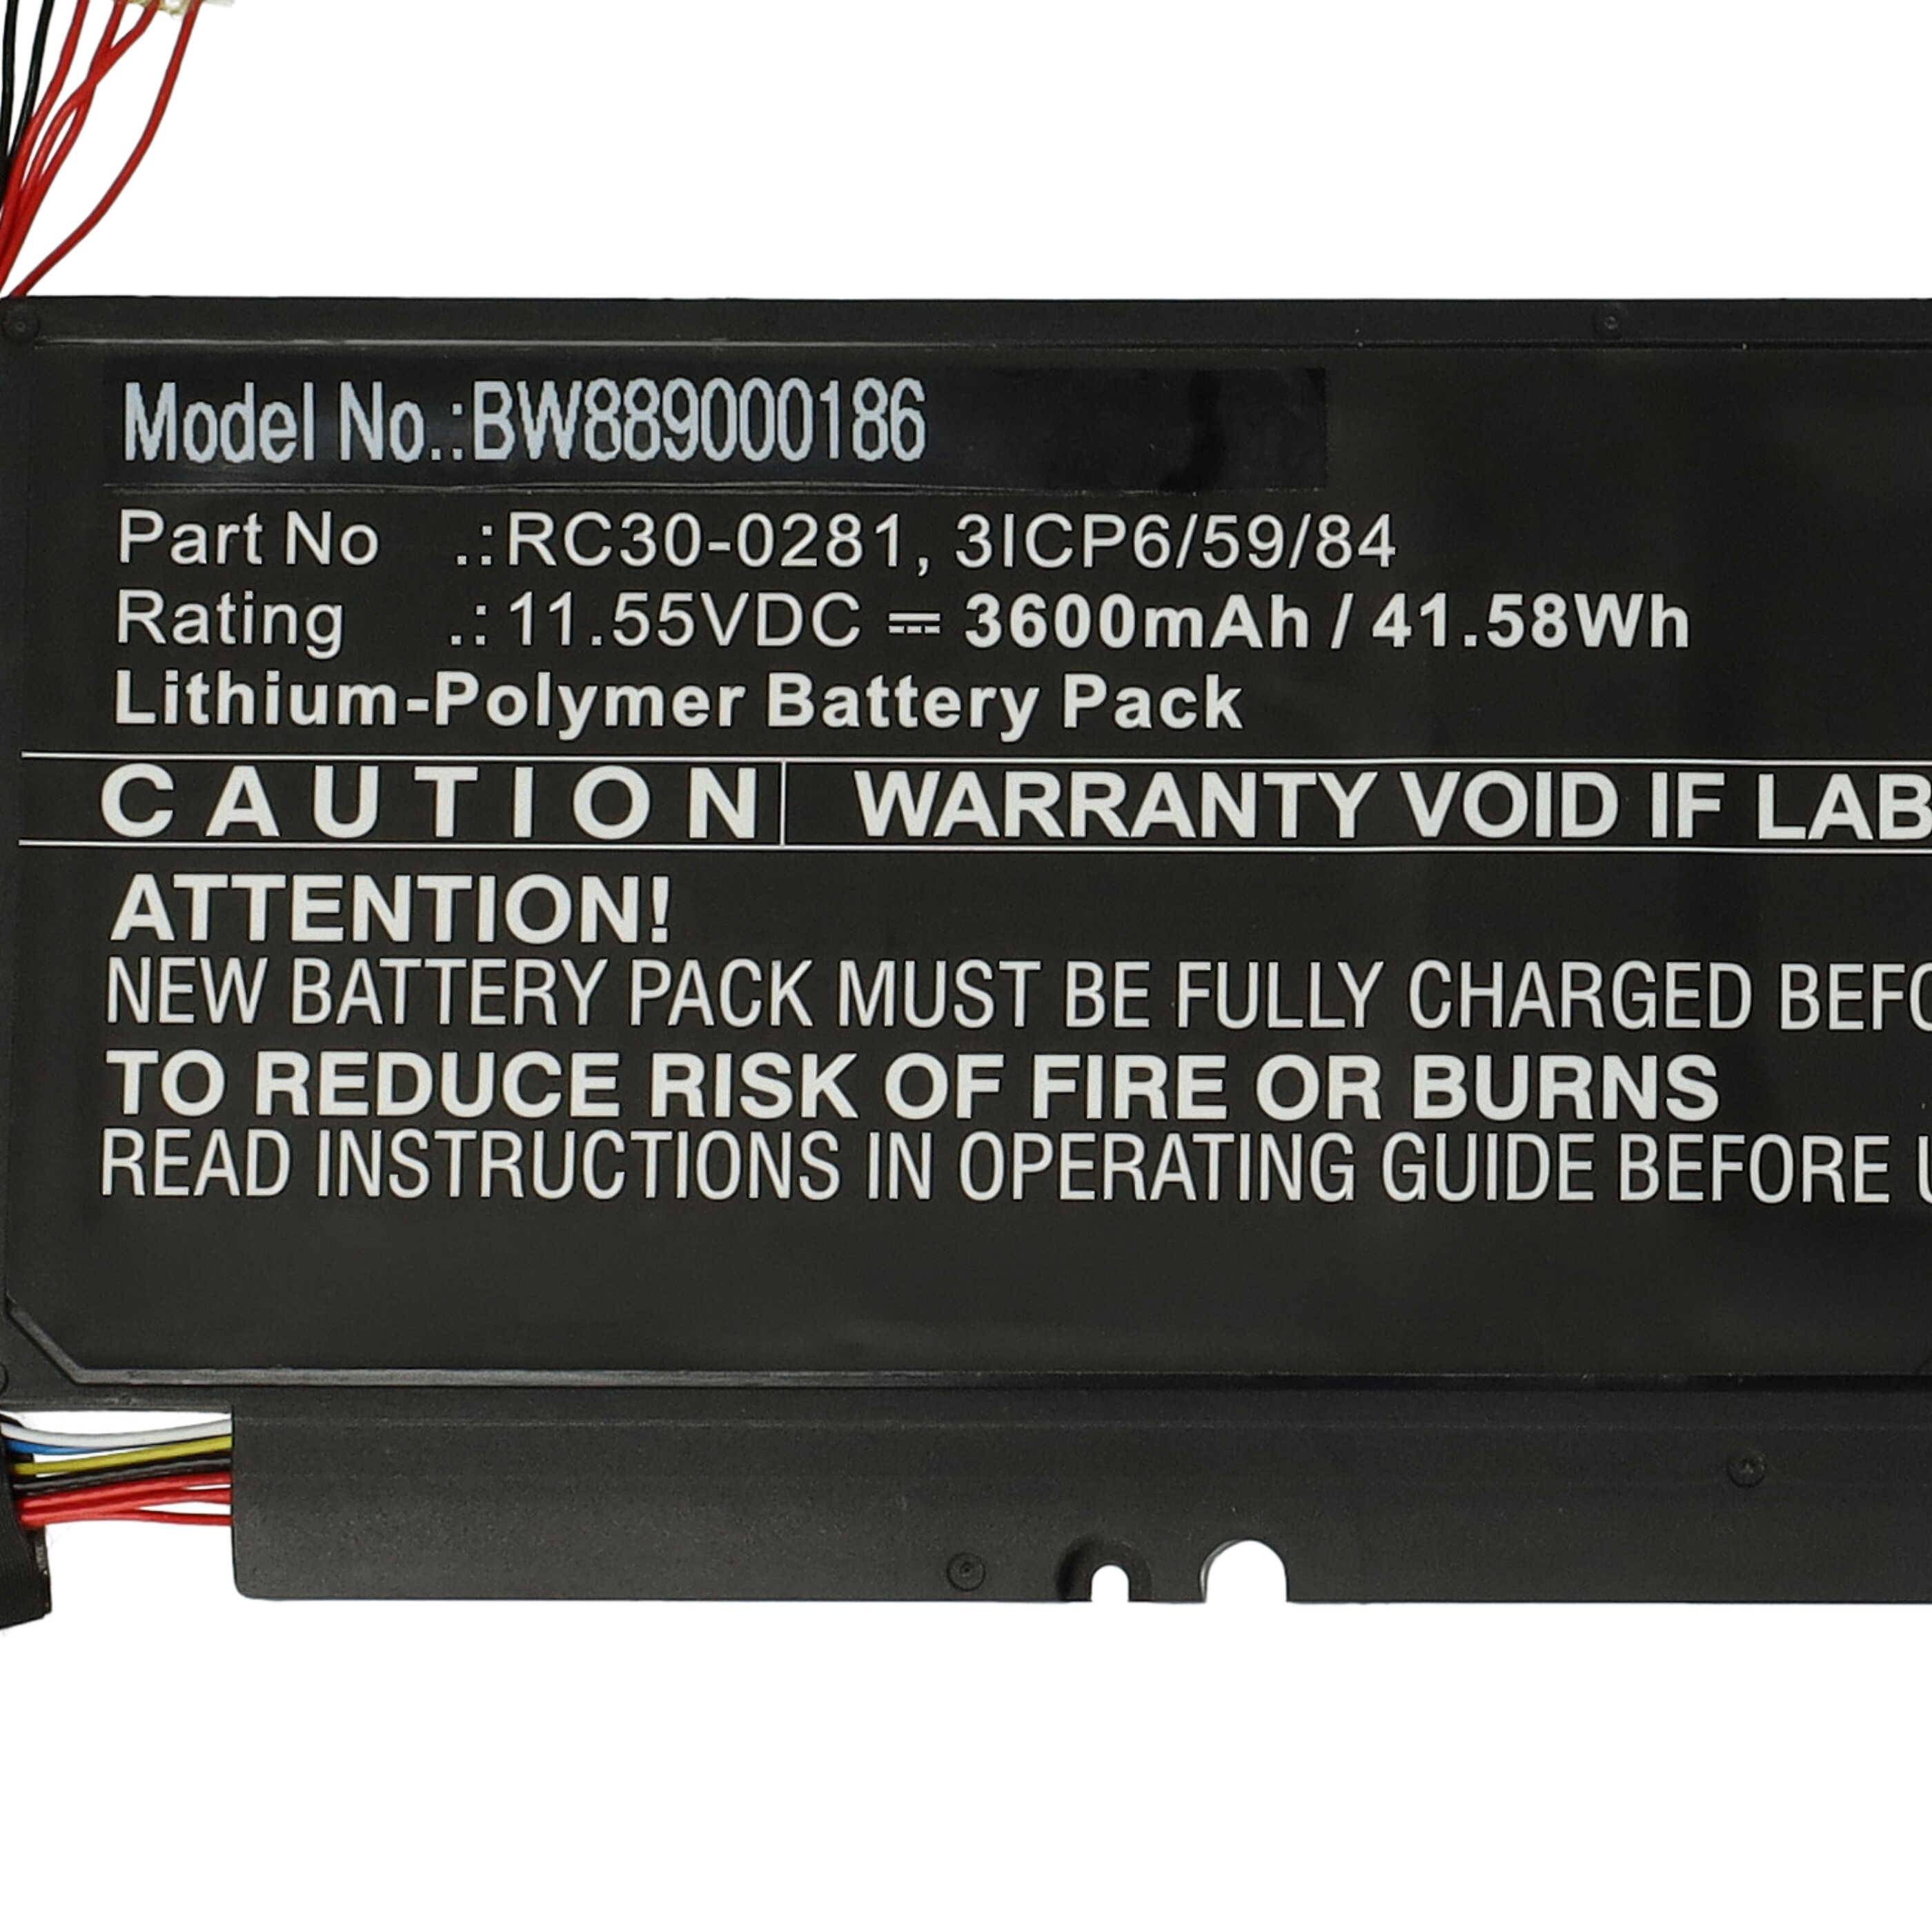 Model No.:BW889000186
Part No .:RC30-0281, 3ICP6/59/84
Rating .: 11.55VDC ⎓ 3600mAh / 41.58Wh
Lithium-Polymer Battery Pack
CAUTION WARRANTY VOID IF LAB
ATTENTION!
NEW BATTERY PACK MUST BE FULLY CHARGED BEFO
TO REDUCE RISK OF FIRE OR BURNS
READ INSTRUCTIONS IN OPERATING GUIDE BEFORE U